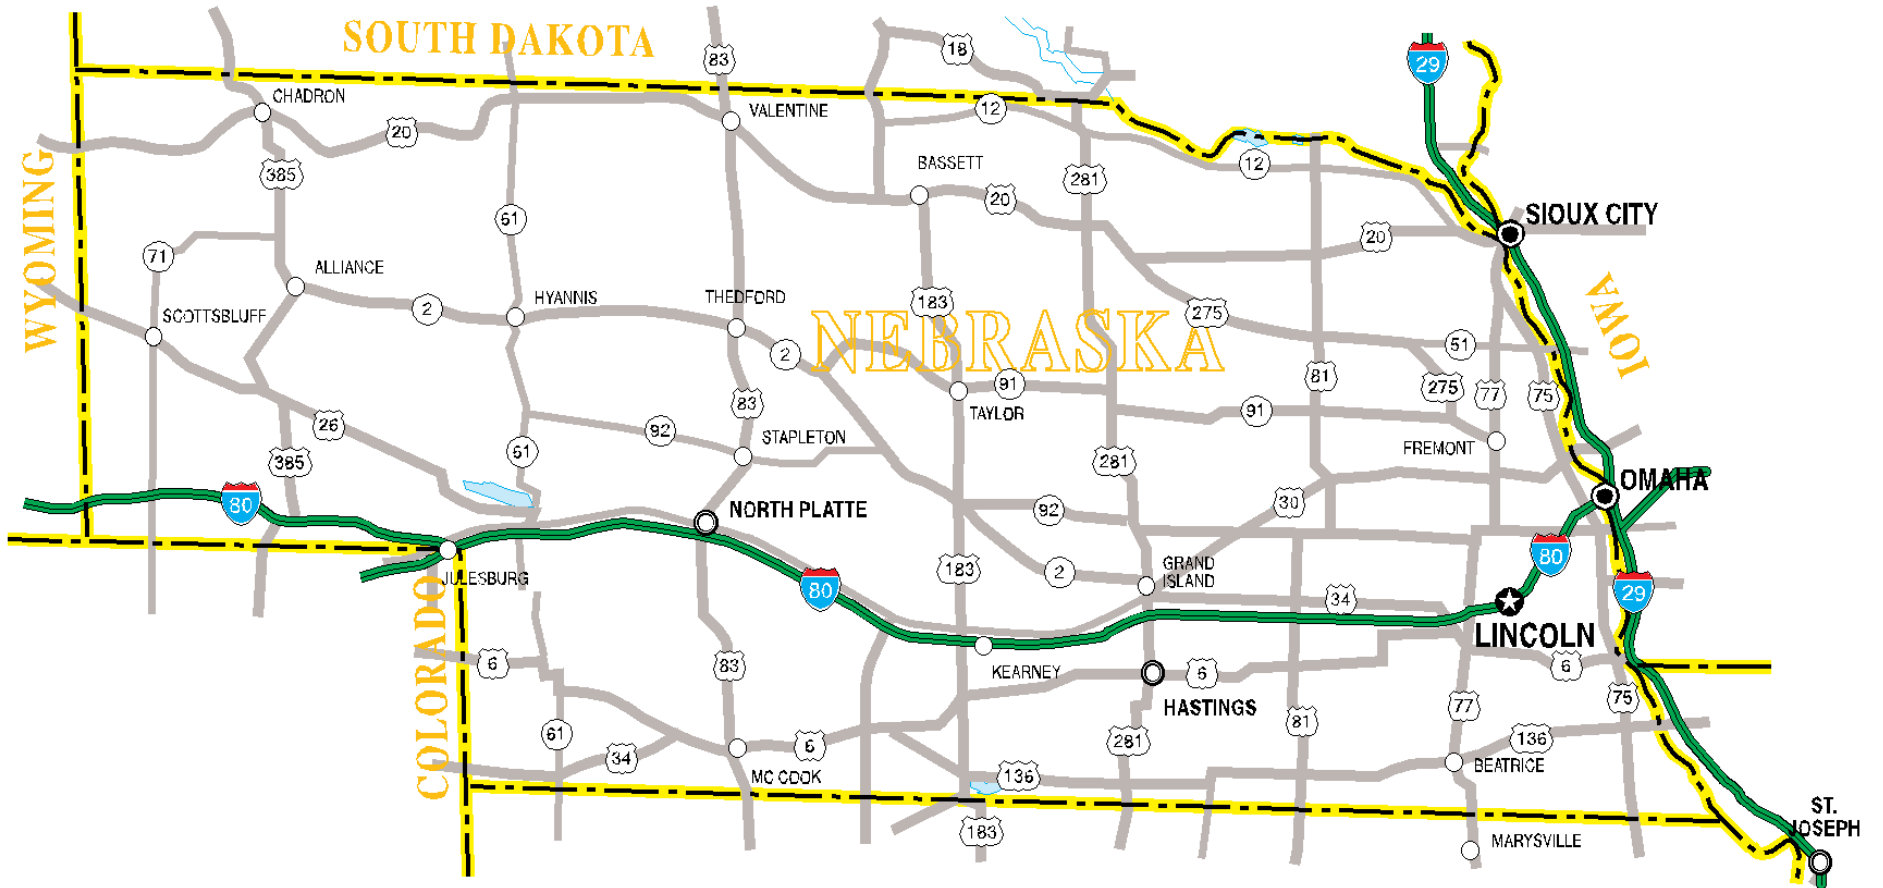 SOUTH DAKOTA
83
18
29
CHADRON
20
VALENTINE
12
385
BASSETT
281
12
WYOMING
20
61
SIOUX CITY
20
71
ALLIANCE
2
HYANNIS
THEDFORD
183
275
IOWA
SCOTTSBLUFF
NEBRASKA
2
51
81
275
77
75
91
26
83
TAYLOR
91
92
STAPLETON
61
FREMONT
385
281
80
OMAHA
NORTH PLATTE
92
30
JULESBURG
80
183
2
GRAND
ISLAND
80
29
34
LINCOLN
COLORADO
6
83
KEARNEY
6
6
HASTINGS
75
77
61
34
6
281
81
136
MC COOK
136
BEATRICE
183
MARYSVILLE
ST.
JOSEPH